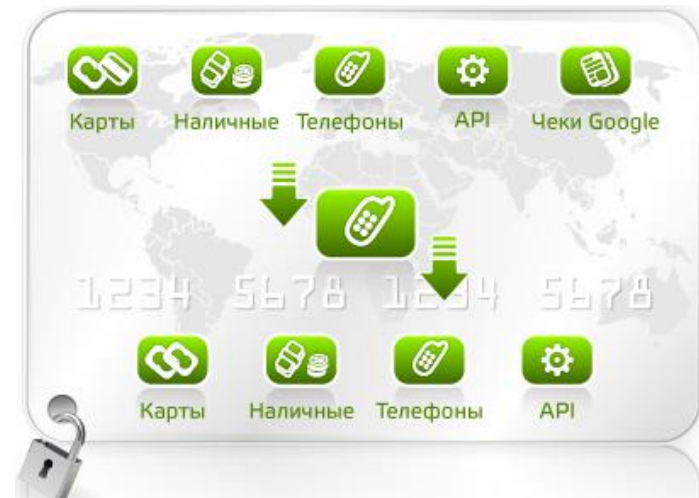 Карты Наличные Телефоны API Чеки Google
1234 5678 1234 5678
Карты Наличные Телефоны API